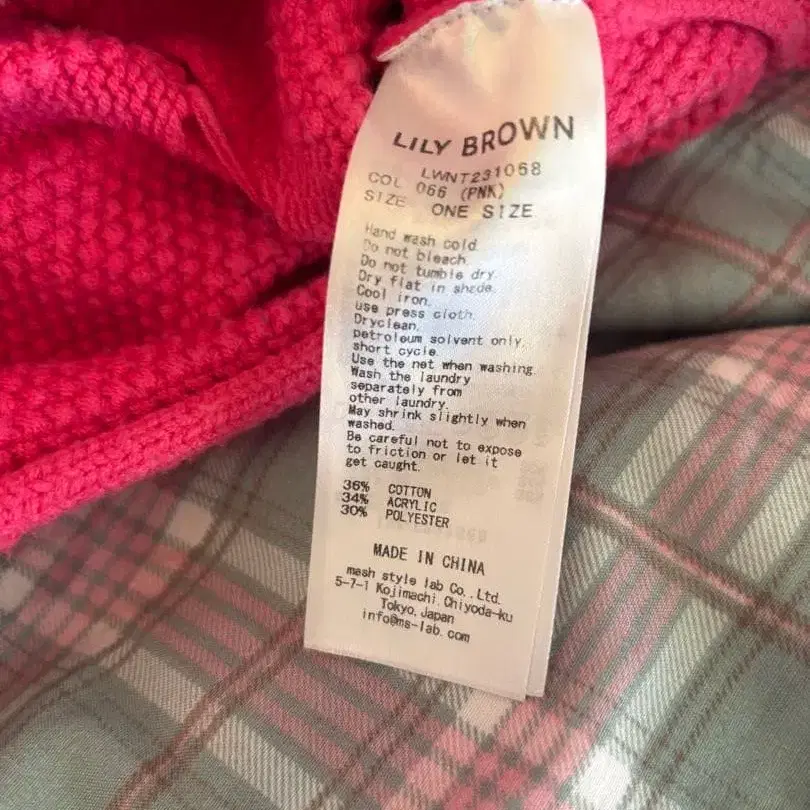 LILY BROWN
LWNT231068
COL 066 (PNK)
SIZE ONE SIZE
Hand wash cold.
Do not bleach.
Do not tumble dry.
Dry flat in shade.
Cool iron.
use press cloth.
Dryclean.
petroleum solvent only.
short cycle.
Use the net when washing.
Wash the laundry
separately from
other laundry.
May shrink slightly when
washed.
Be careful not to expose
to friction or let it
get caught.
36% COTTON
34% ACRYLIC
30% POLYESTER
MADE IN CHINA
mesh style lab Co., Ltd.
5-7-1 Kojimachi Chiyoda-ku
Tokyo, Japan
info@ms-lab.com